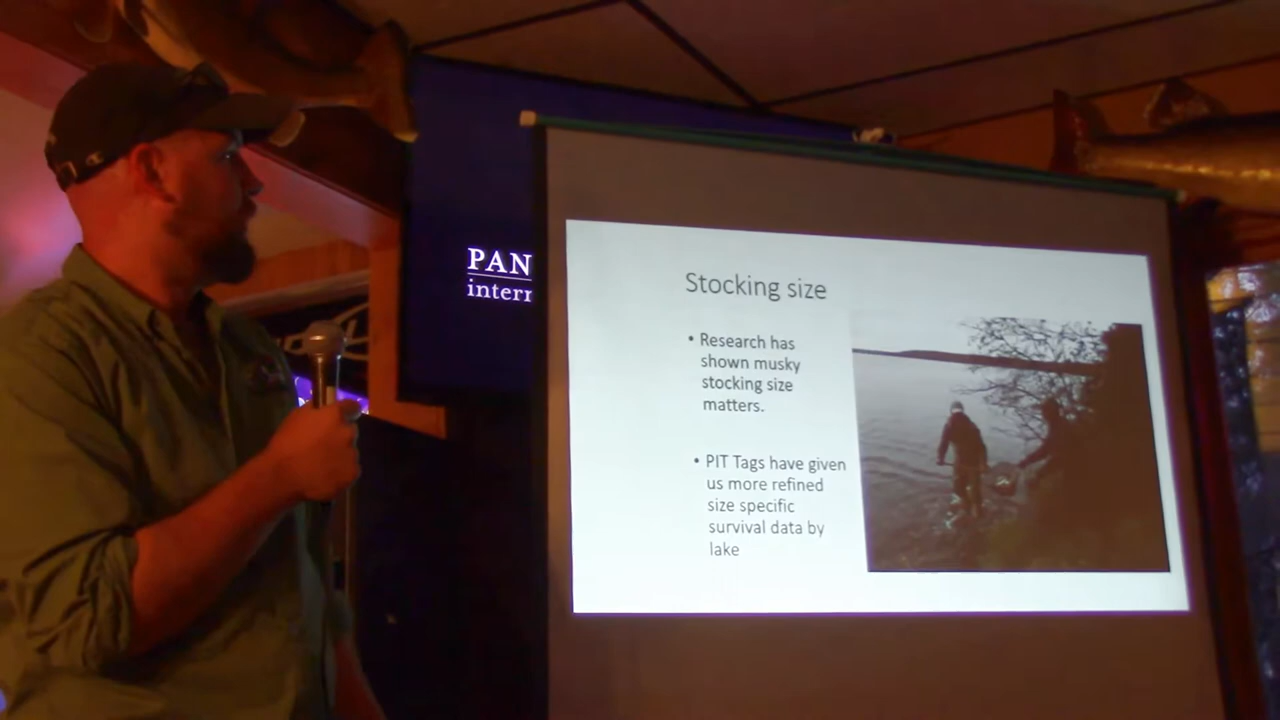 PAN
interr
Stocking size
• Research has
shown musky
stocking size
matters.
• PIT Tags have given
us more refined
size specific
survival data by
lake